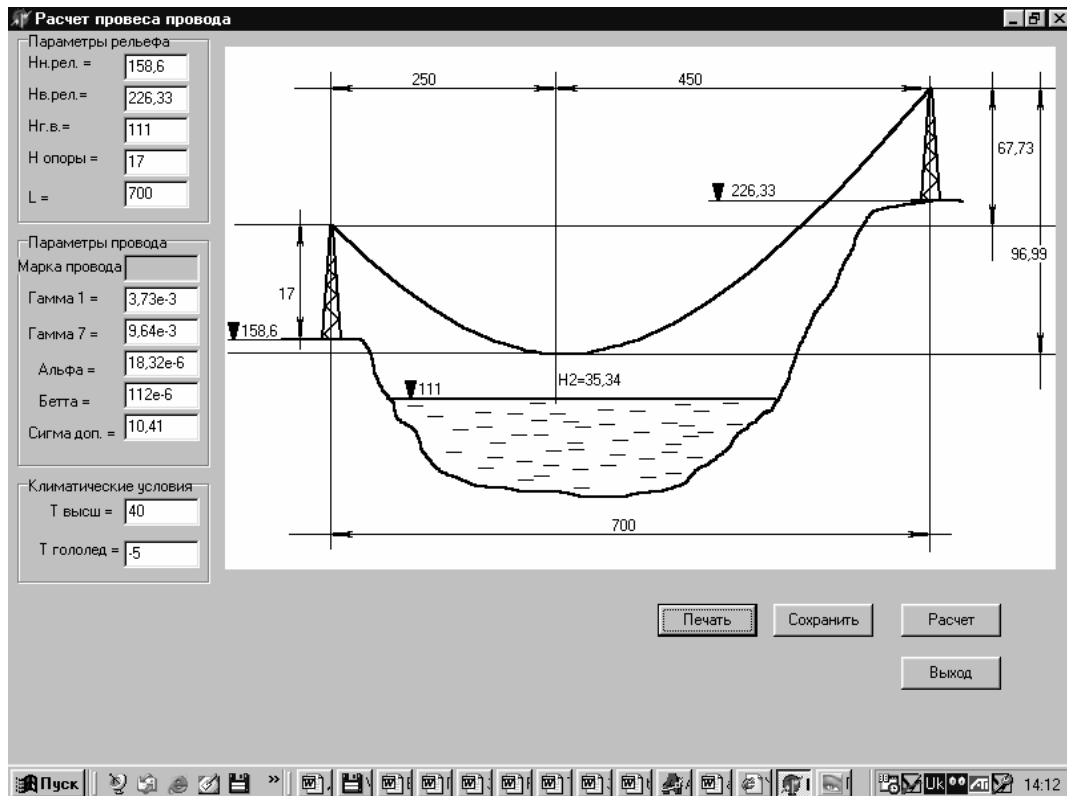 Расчет провеса провода
Параметры рельефа
Нн.рел. = 158,6
Нв.рел.= 226,33
Нг.в.= 111
Н опоры = 17
L = 700
Параметры провода
Марка провода
Гамма 1 = 3,73e-3
Гамма 7 = 9,64e-3
Альфа = 18,32e-6
Бетта = 112e-6
Сигма доп. = 10,41
Климатические условия
Т высш = 40
Т гололед = -5
250
450
67,73
226,33
96,99
17
158,6
H2=35,34
111
700
Печать
Сохранить
Расчет
Выход
Пуск
»
Uk
14:12